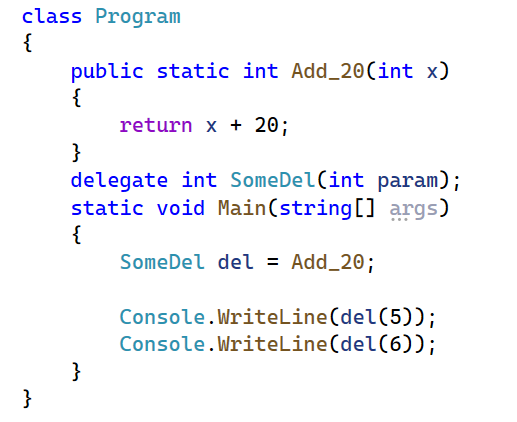 class Program
{
    public static int Add_20(int x)
    {
        return x + 20;
    }
    delegate int SomeDel(int param);
    static void Main(string[] args)
    {
        SomeDel del = Add_20;

        Console.WriteLine(del(5));
        Console.WriteLine(del(6));
    }
}